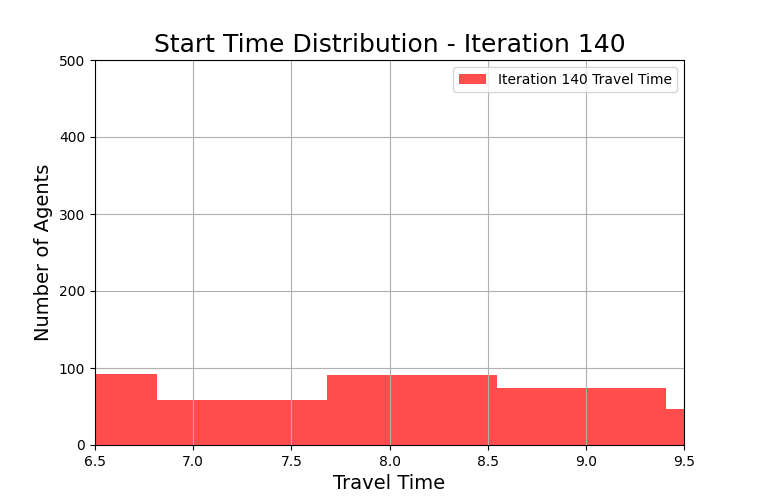 Start Time Distribution - Iteration 140
500
400
300
200
100
0
Number of Agents
Iteration 140 Travel Time
6.5 7.0 7.5 8.0 8.5 9.0 9.5
Travel Time